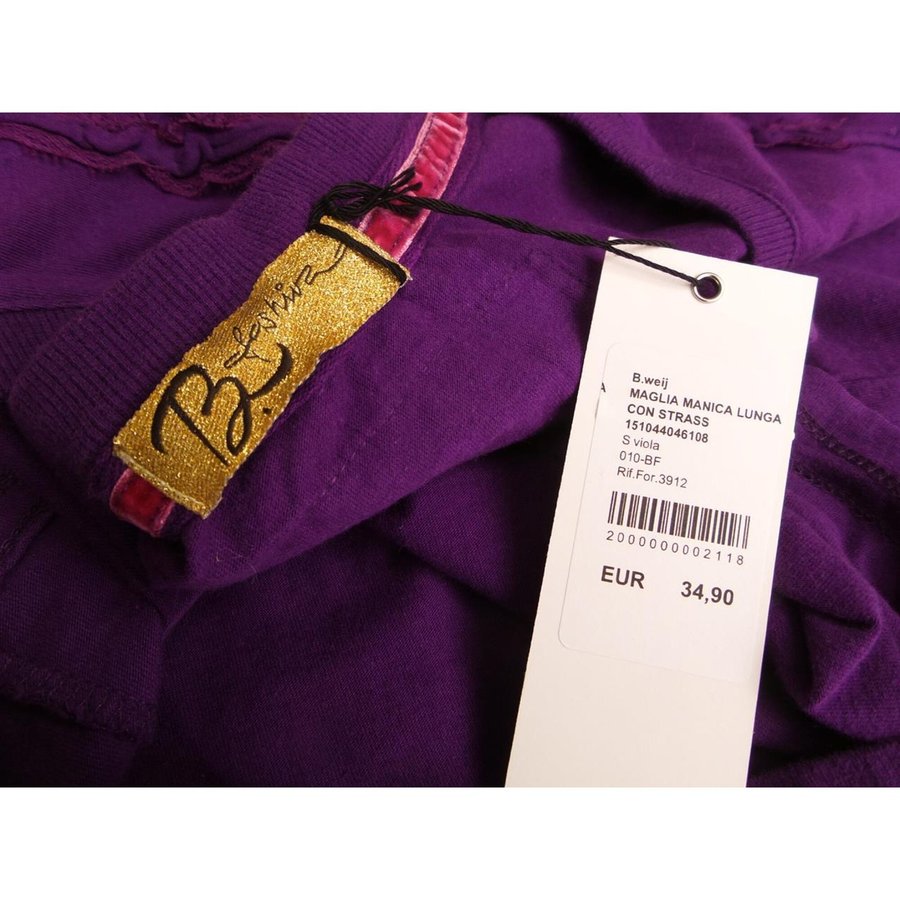 B.
B.weij
A
MAGLIA MANICA LUNGA
CON STRASS
151044046108
S viola
010-BF
Rif.For.3912
2000000002118
EUR 34,90